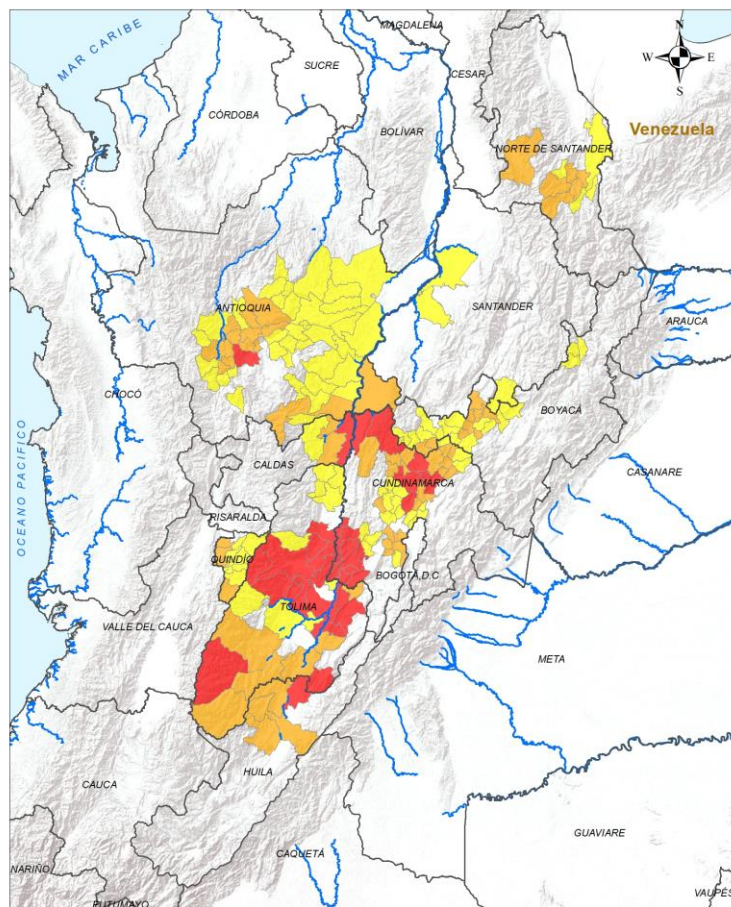 MAGDALENA
N
W E
S
MAR CARIBE
SUCRE
CESAR
CÓRDOBA
BOLÍVAR
Venezuela
NORTE DE SANTANDER
ANTIOQUIA
SANTANDER
ARAUCA
CHOCÓ
BOYACÁ
OCEANO PACIFICO
CALDAS
CUNDINAMARCA
CASANARE
RISARALDA
QUINDÍO
BOGOTÁ, D.C
TOLIMA
VALLE DEL CAUCA
META
CAUCA
HUILA
GUAVIARE
CAQUETÁ
NARIÑO
PUTUMAYO
VAUPÉS